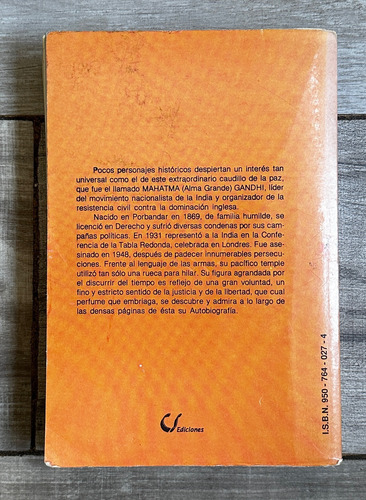 Pocos personajes históricos despiertan un interés tan
universal como el de este extraordinario caudillo de la paz,
que fue el llamado MAHATMA (Alma Grande) GANDHI, líder
del movimiento nacionalista de la India y organizador de la
resistencia civil contra la dominación inglesa.
Nacido en Porbandar en 1869, de familia humilde, se
licenció en Derecho y sufrió diversas condenas por sus cam-
pañas políticas. En 1931 representó a la India en la Confe-
rencia de la Tabla Redonda, celebrada en Londres. Fue ase-
sinado en 1948, después de padecer innumerables persecu-
ciones. Frente al lenguaje de las armas, su pacífico temple
utilizó tan sólo una rueca para hilar. Su figura agrandada por
el discurrir del tiempo es reflejo de una gran voluntad, un
fino y estricto sentido de la justicia y de la libertad, que cual
perfume que embriaga, se descubre y admira a lo largo de
las densas páginas de ésta su Autobiografía.
CS
Ediciones
I.S.B.N. 950 - 764 - 027 - 4